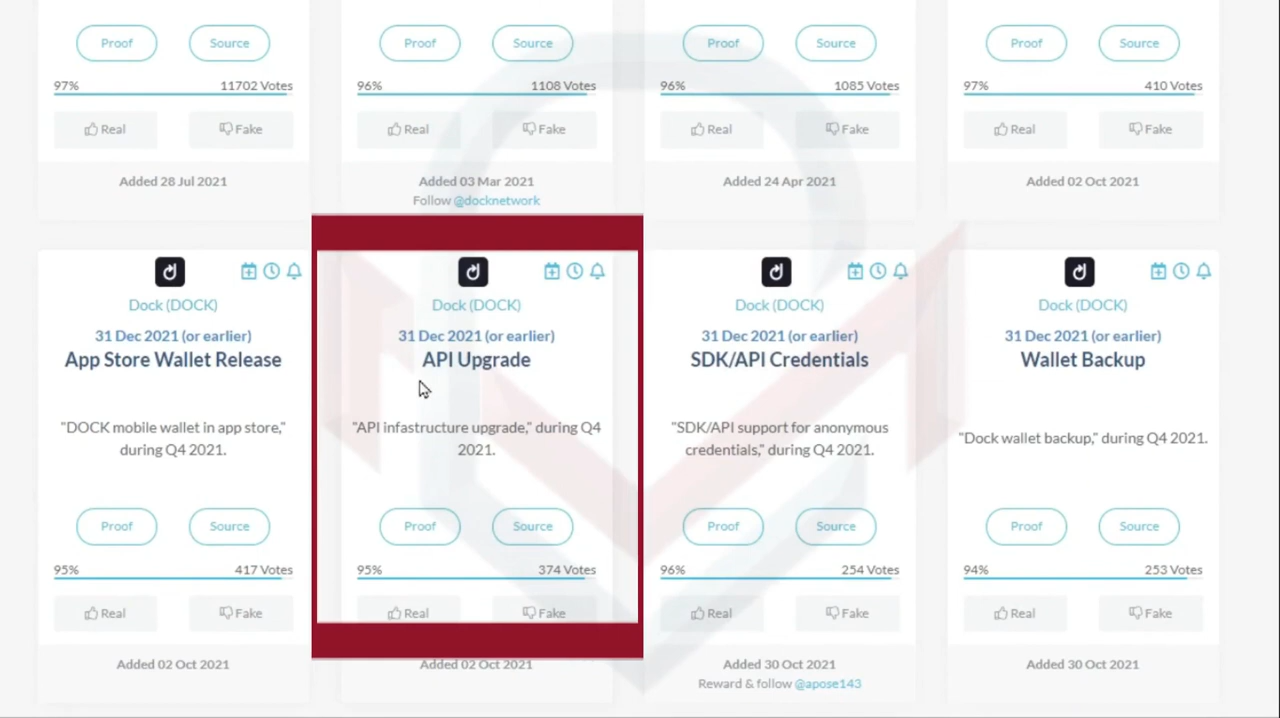 Proof Source
97% 11702 Votes
Real Fake
Added 28 Jul 2021
Proof Source
96% 1108 Votes
Real Fake
Added 03 Mar 2021
Follow @docknetwork
Proof Source
96% 1085 Votes
Real Fake
Added 24 Apr 2021
Proof Source
97% 410 Votes
Real Fake
Added 02 Oct 2021
Dock (DOCK)
31 Dec 2021 (or earlier)
App Store Wallet Release
"DOCK mobile wallet in app store,"
during Q4 2021.
Proof Source
95% 417 Votes
Real Fake
Added 02 Oct 2021
Dock (DOCK)
31 Dec 2021 (or earlier)
API Upgrade
"API infastructure upgrade," during Q4
2021.
Proof Source
95% 374 Votes
Real Fake
Added 02 Oct 2021
Dock (DOCK)
31 Dec 2021 (or earlier)
SDK/API Credentials
"SDK/API support for anonymous
credentials," during Q4 2021.
Proof Source
96% 254 Votes
Real Fake
Added 30 Oct 2021
Reward & follow @apose143
Dock (DOCK)
31 Dec 2021 (or earlier)
Wallet Backup
"Dock wallet backup," during Q4 2021.
Proof Source
94% 253 Votes
Real Fake
Added 30 Oct 2021